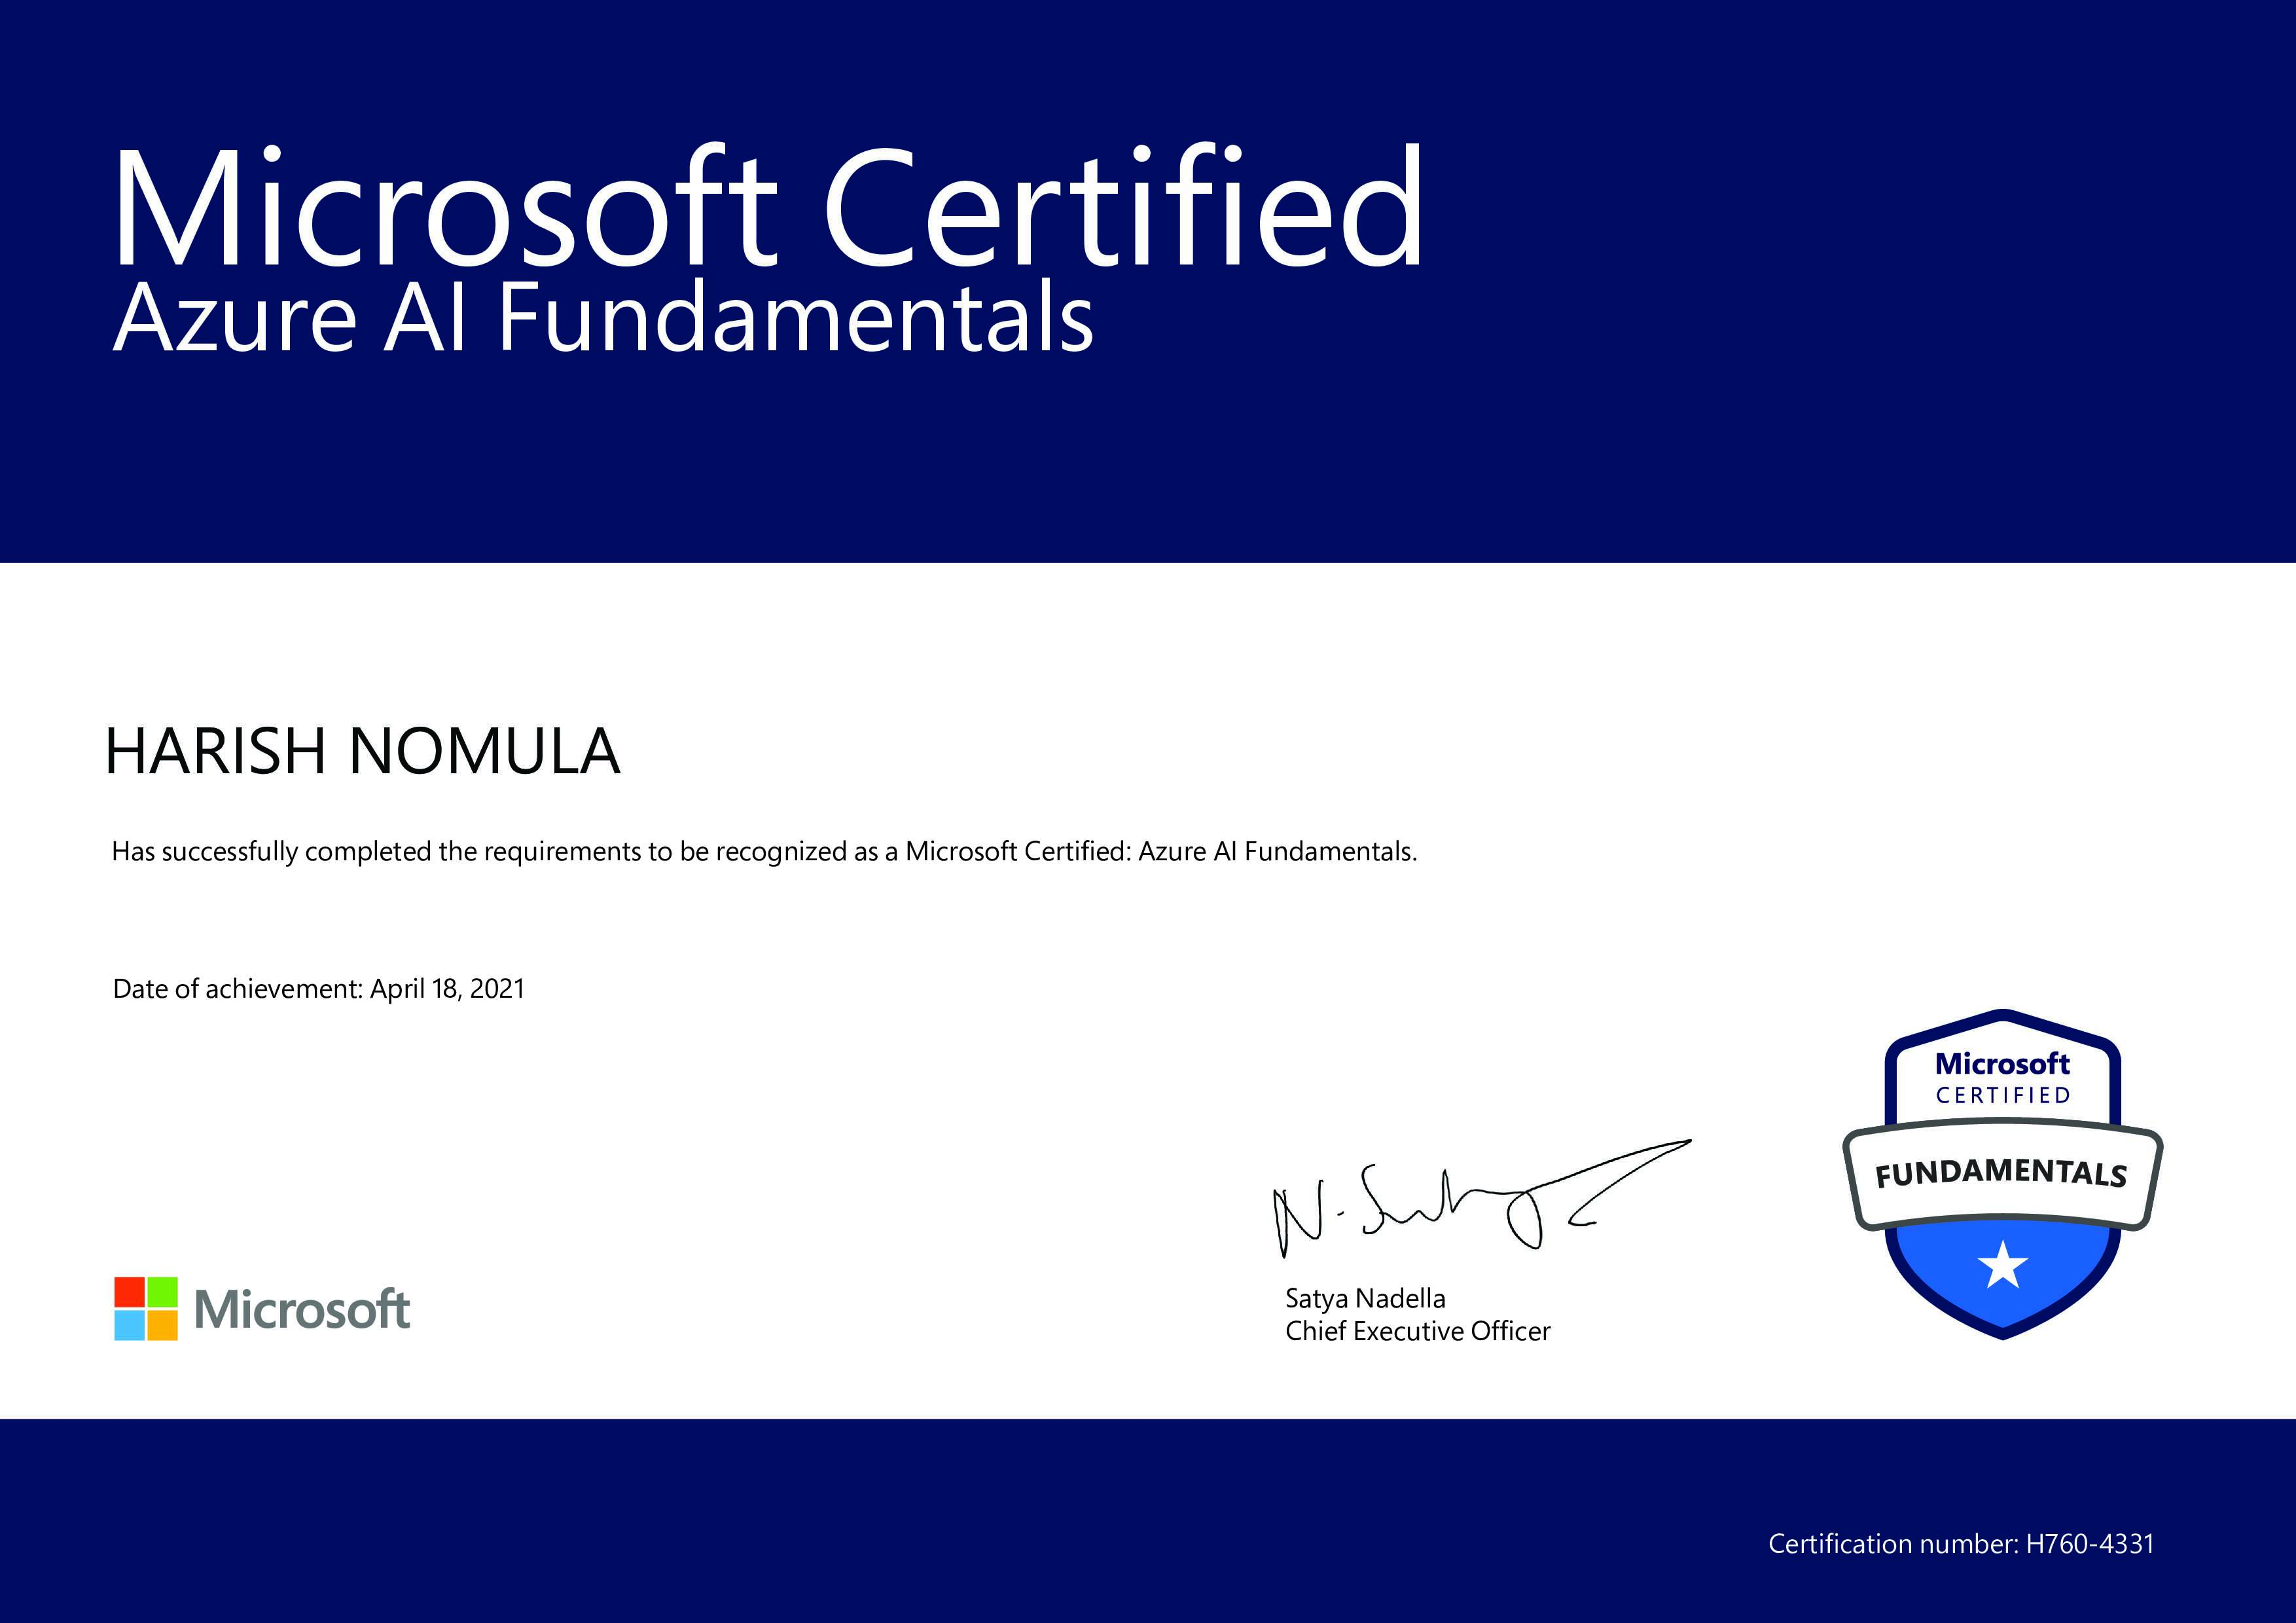 Microsoft Certified
Azure AI Fundamentals
HARISH NOMULA
Has successfully completed the requirements to be recognized as a Microsoft Certified: Azure AI Fundamentals.
Date of achievement: April 18, 2021
Microsoft
CERTIFIED
FUNDAMENTALS
Microsoft
Satya Nadella
Chief Executive Officer
Certification number: H760-4331